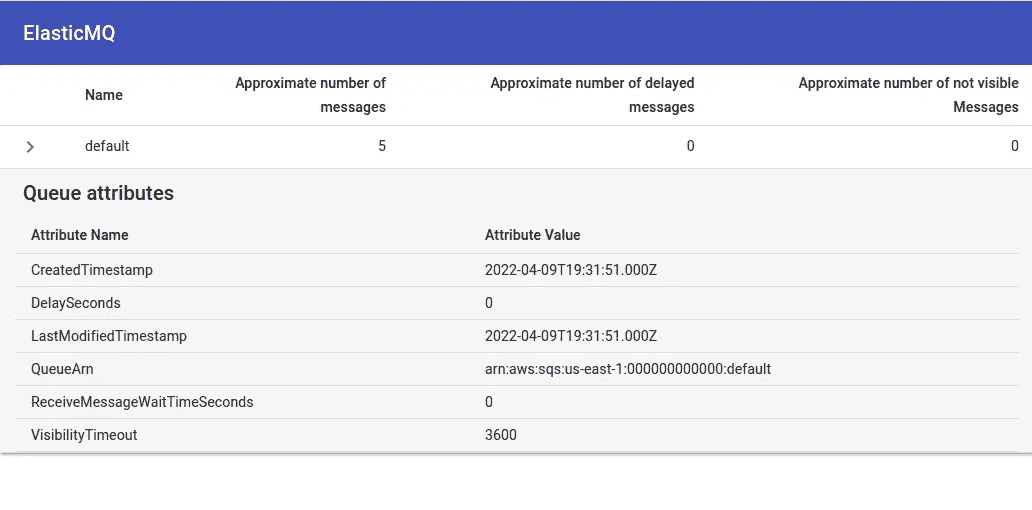 ElasticMQ
Name Approximate number of messages Approximate number of delayed messages Approximate number of not visible Messages
default 5 0 0
Queue attributes
Attribute Name Attribute Value
CreatedTimestamp 2022-04-09T19:31:51.000Z
DelaySeconds 0
LastModifiedTimestamp 2022-04-09T19:31:51.000Z
QueueArn arn:aws:sqs:us-east-1:000000000000:default
ReceiveMessageWaitTimeSeconds 0
VisibilityTimeout 3600